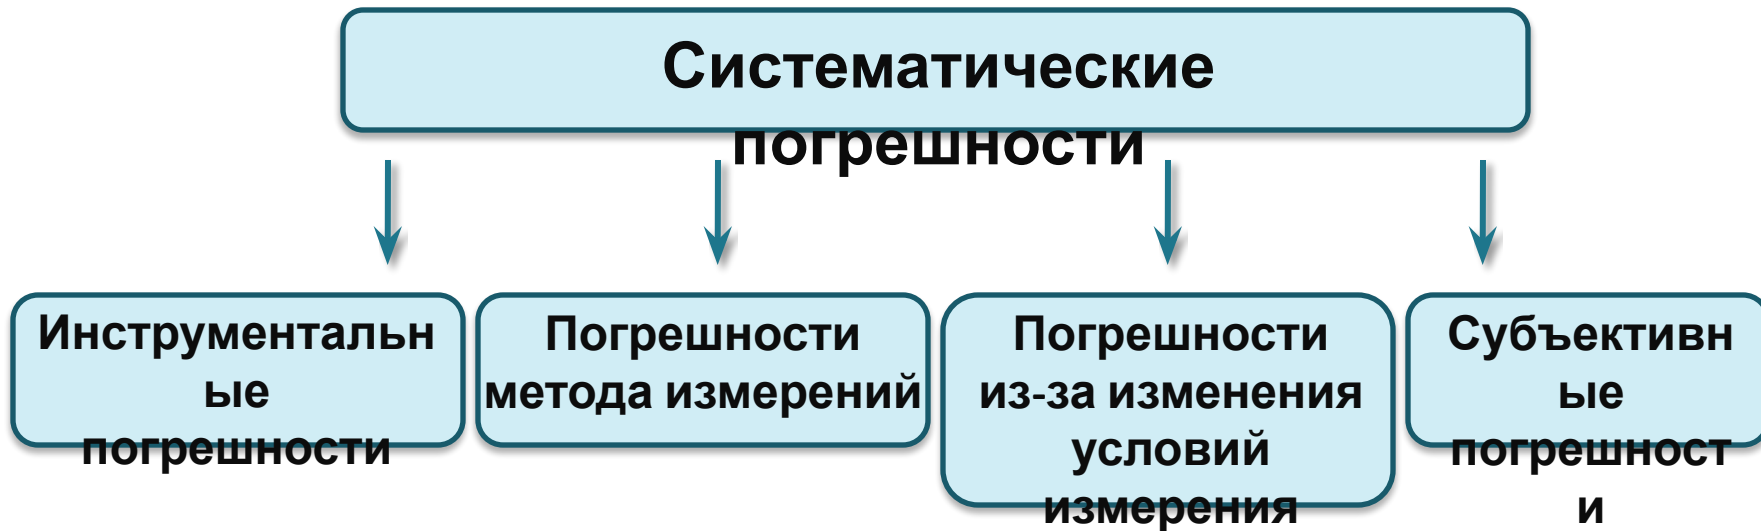 Систематические
погрешности
Инструментальн
ые
погрешности
Погрешности
метода измерений
Погрешности
из-за изменения
условий
измерения
Субъективн
ые
погрешност
и